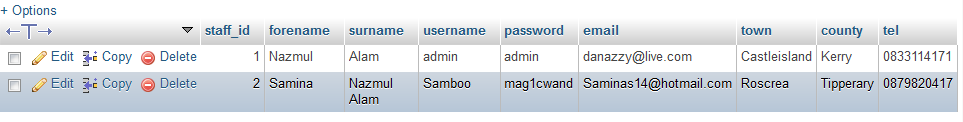 + Options
←T→ staff_id forename surname username password email town county tel
Edit Copy Delete 1 Nazmul Alam admin admin danazzy@live.com Castleisland Kerry 0833114171
Edit Copy Delete 2 Samina Nazmul Samboo mag1cwand Saminas14@hotmail.com Roscrea Tipperary 0879820417
Alam